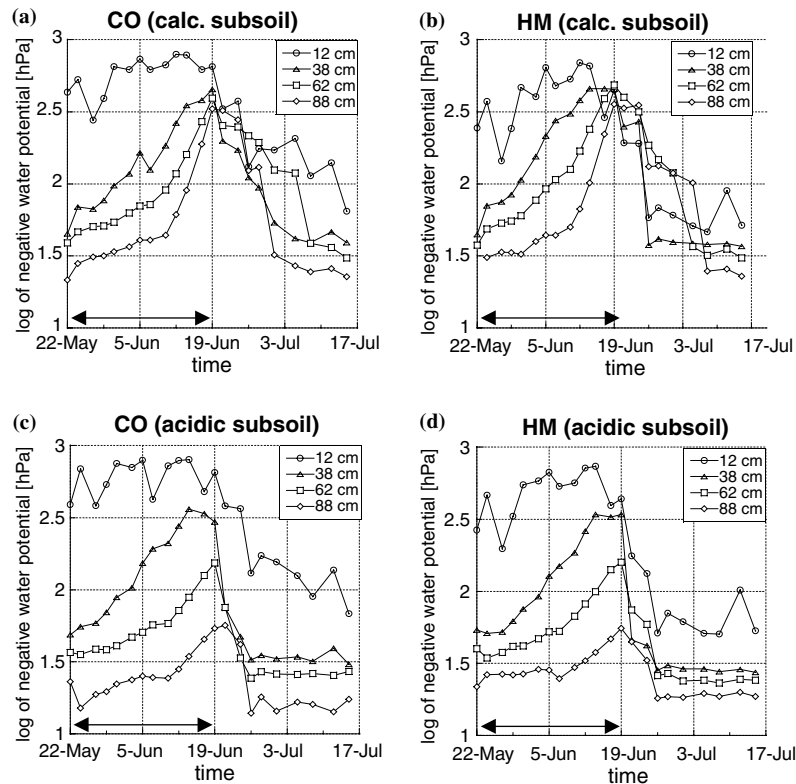 (a)
CO (calc. subsoil)
log of negative water potential [hPa]
3
2.5
2
1.5
1
12 cm
38 cm
62 cm
88 cm
22-May
5-Jun
19-Jun
3-Jul
17-Jul
time
(b)
HM (calc. subsoil)
log of negative water potential [hPa]
3
2.5
2
1.5
1
12 cm
38 cm
62 cm
88 cm
22-May
5-Jun
19-Jun
3-Jul
17-Jul
time
(c)
CO (acidic subsoil)
log of negative water potential [hPa]
3
2.5
2
1.5
1
12 cm
38 cm
62 cm
88 cm
22-May
5-Jun
19-Jun
3-Jul
17-Jul
time
(d)
HM (acidic subsoil)
log of negative water potential [hPa]
3
2.5
2
1.5
1
12 cm
38 cm
62 cm
88 cm
22-May
5-Jun
19-Jun
3-Jul
17-Jul
time